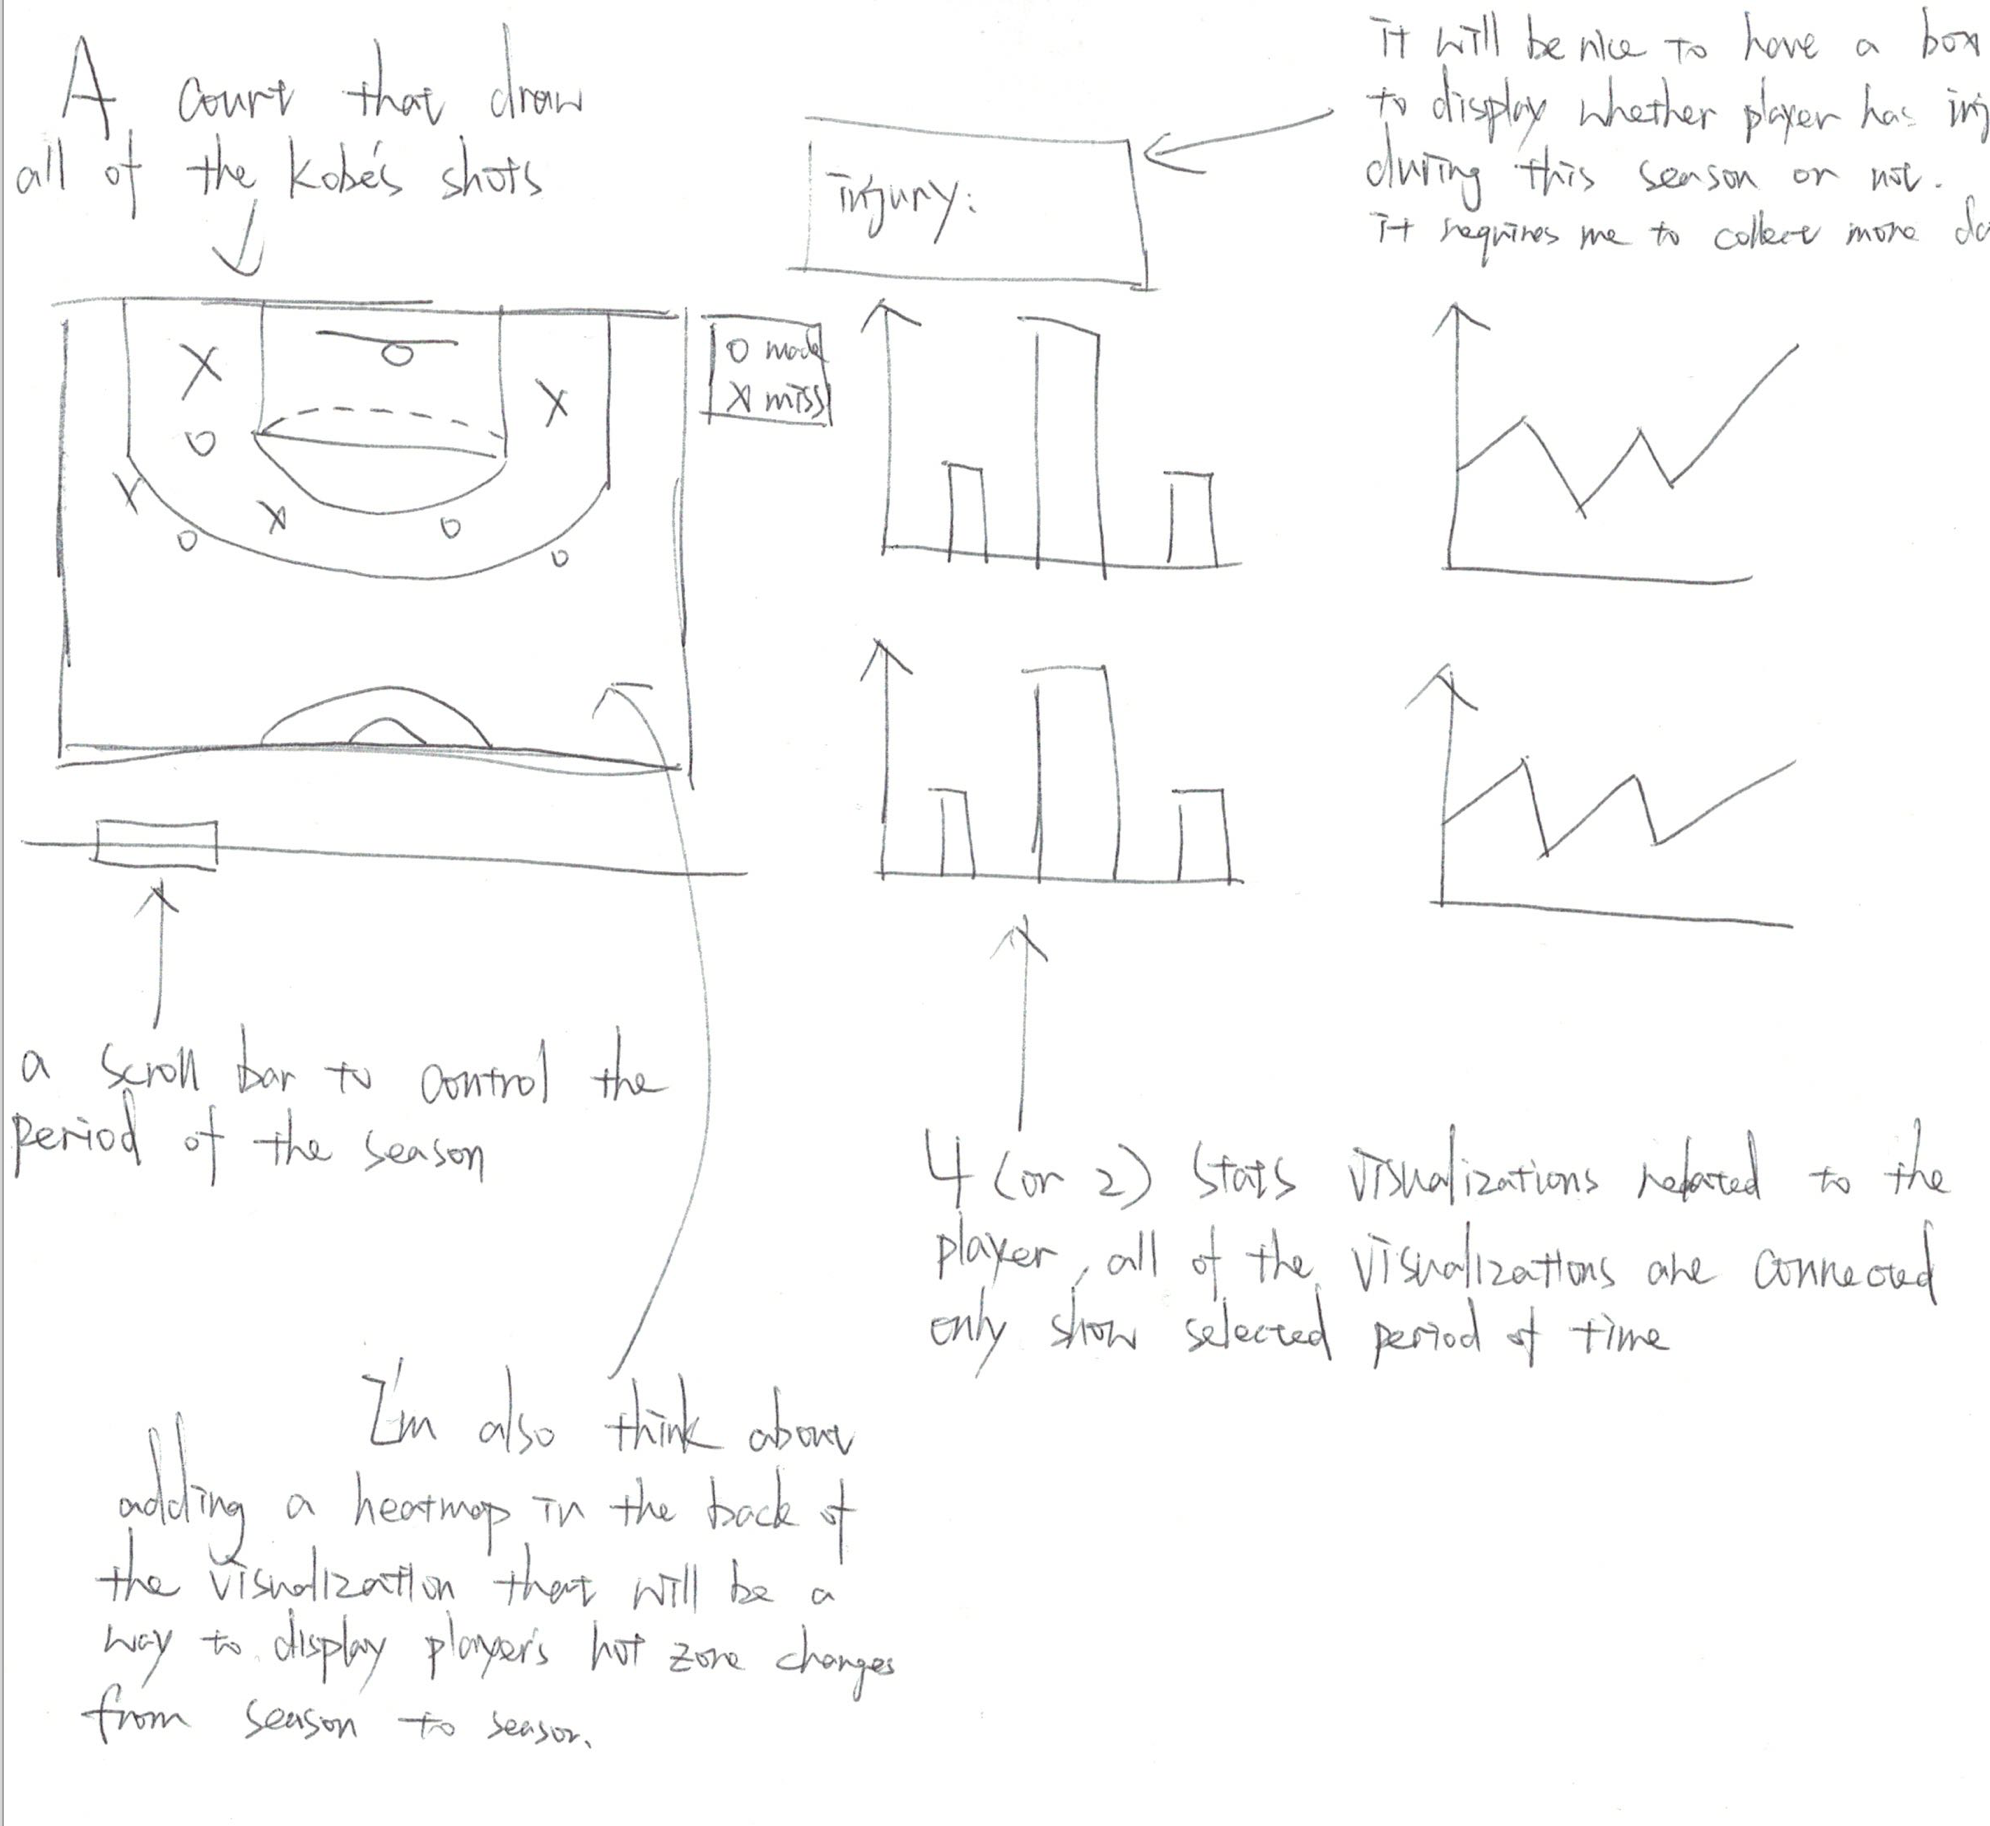 A court that draw
all of the Kobe's shots
it will be nice to have a box
to display whether player has inj
during this season or not.
it requires me to collect more da
injury:
O made
X miss
a scroll bar to control the
period of the season
4 (or 2) stats visualizations related to the
player, all of the visualizations are connected
only show selected period of time
I'm also think about
adding a heatmap in the back of
the visualization that will be a
way to display player's hot zone changes
from season to season.